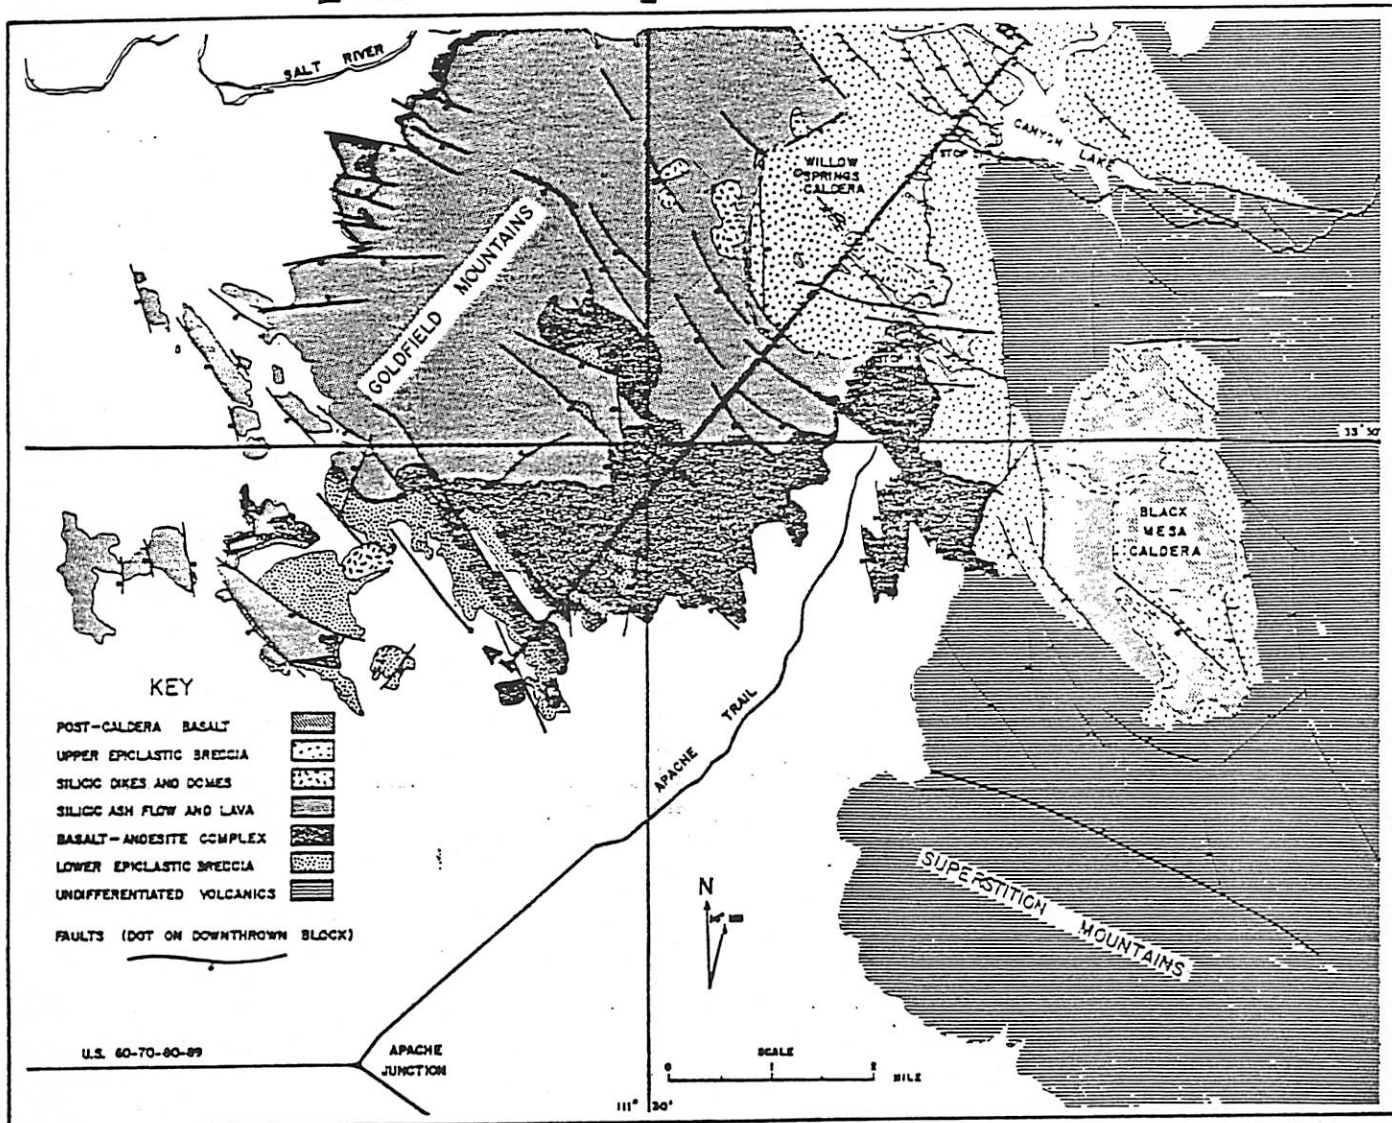 SALT RIVER
CANYON LAKE
STOP
WILLOW
SPRINGS
CALDERA
GOLDFIELD MOUNTAINS
STOP
33° 30'
BLACK
MESA
CALDERA
A
B
A'
KEY
POST-CALDERA BASALT
UPPER EPICLASTIC BRECCIA
SILICIC DIKES AND DOMES
SILICIC ASH FLOW AND LAVA
BASALT-ANDESITE COMPLEX
LOWER EPICLASTIC BRECCIA
UNDIFFERENTIATED VOLCANICS
FAULTS (DOT ON DOWNTHROWN BLOCK)
APACHE TRAIL
SUPERSTITION MOUNTAINS
N
U.S. 60-70-80-89
APACHE
JUNCTION
SCALE
0 1 2
MILE
111° 30'